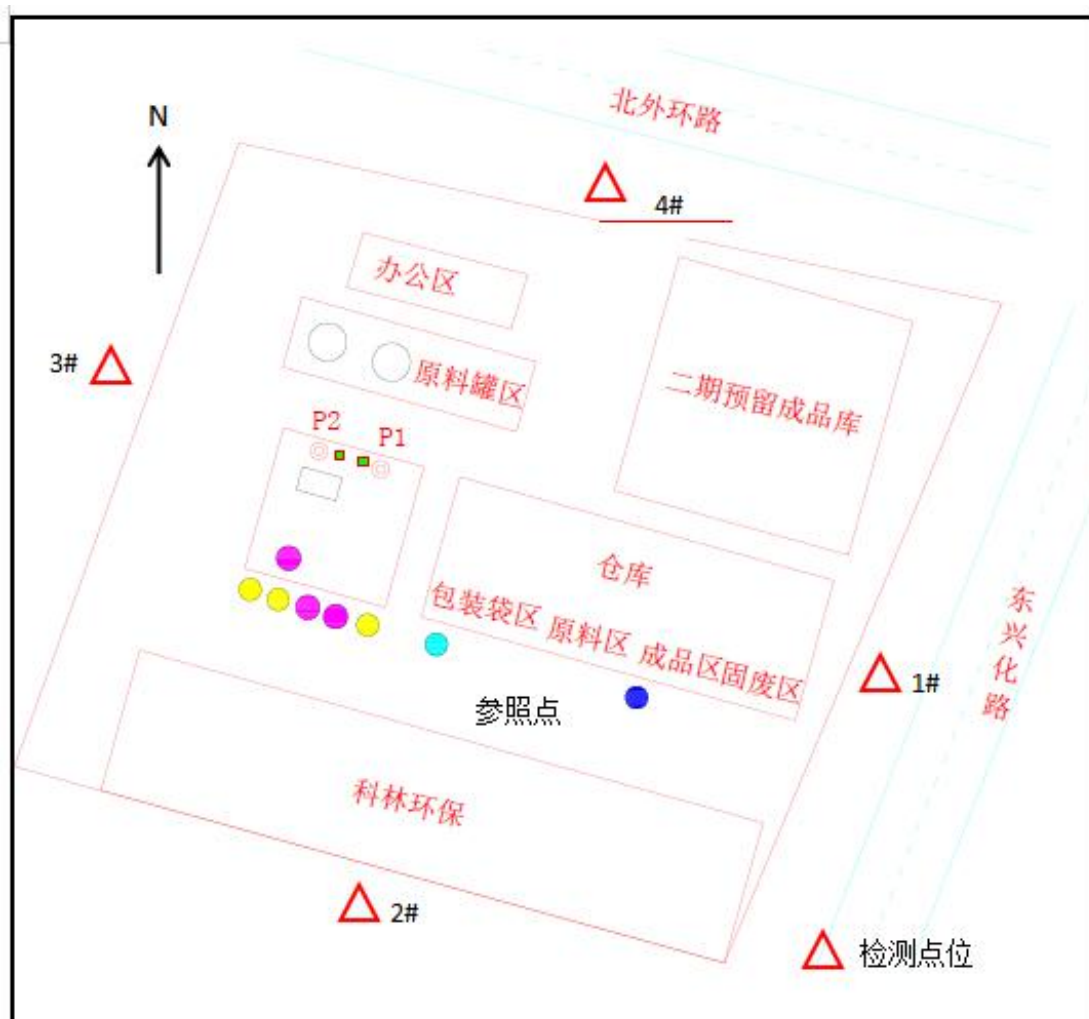 北外环路
N
4#
办公区
3#
原料罐区
二期预留成品库
P2
P1
仓库
包装袋区 原料区 成品区固废区
东兴化路
1#
参照点
科林环保
2#
检测点位